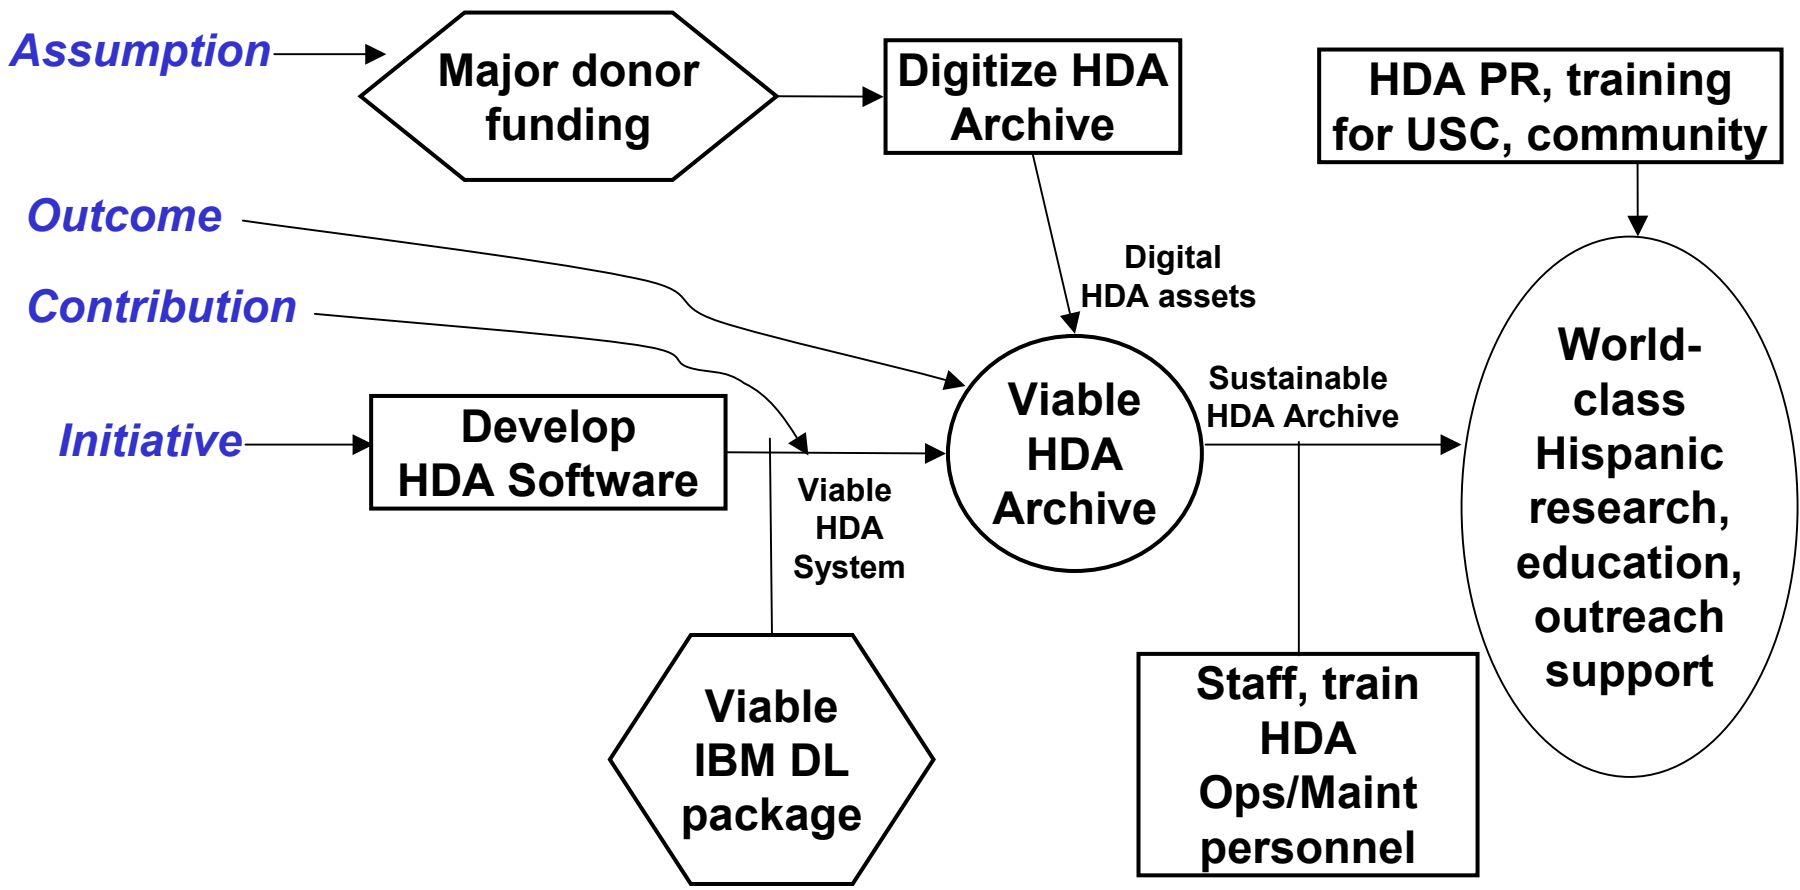 Assumption
Major donor
funding
Digitize HDA
Archive
HDA PR, training
for USC, community
Outcome
Contribution
Initiative
Digital
HDA assets
Develop
HDA Software
Viable
HDA
System
Viable
HDA
Archive
Sustainable
HDA Archive
World-
class
Hispanic
research,
education,
outreach
support
Viable
IBM DL
package
Staff, train
HDA
Ops/Maint
personnel